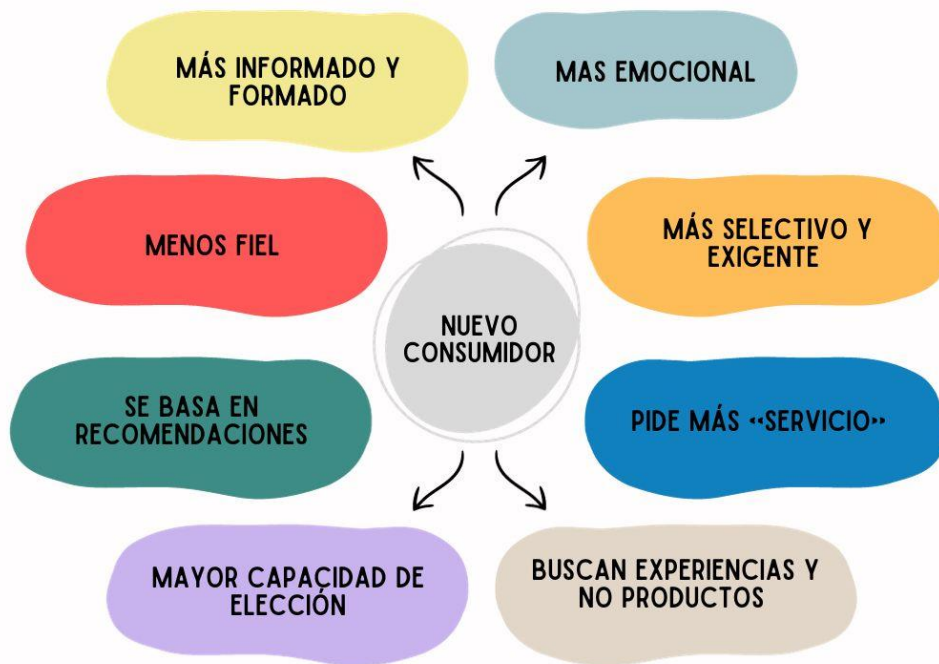 MÁS INFORMADO Y
FORMADO
MAS EMOCIONAL
MENOS FIEL
MÁS SELECTIVO Y
EXIGENTE
NUEVO
CONSUMIDOR
SE BASA EN
RECOMENDACIONES
PIDE MÁS «SERVICIO»
MAYOR CAPACIDAD DE
ELECCIÓN
BUSCAN EXPERIENCIAS Y
NO PRODUCTOS